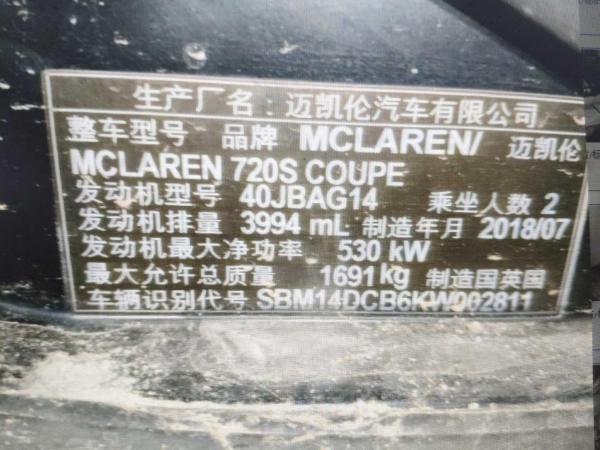 生产厂名：迈凯伦汽车有限公司
整车型号 品牌 MCLAREN/ 迈凯伦
MCLAREN 720S COUPE
发动机型号 40JBAG14 乘坐人数 2
发动机排量 3994 mL 制造年月 2018/07
发动机最大净功率 530 kW
最大允许总质量 1691kg 制造国英国
车辆识别代号 SBM14DCB6KW002811